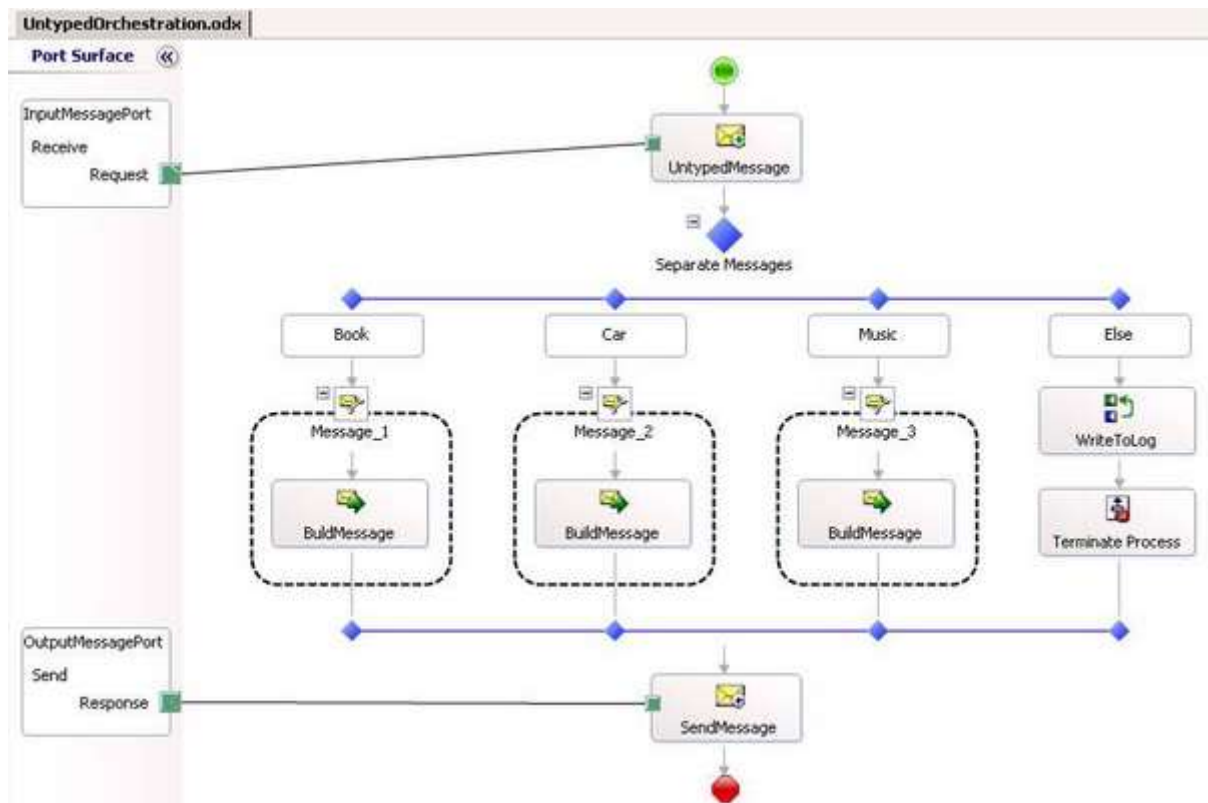 UntypedOrchestration.odx
Port Surface
InputMessagePort
Receive
Request
UntypedMessage
Separate Messages
Book Car Music Else
Message_1 Message_2 Message_3
WriteToLog
BuildMessage BuildMessage BuildMessage
Terminate Process
OutputMessagePort
Send
Response
SendMessage